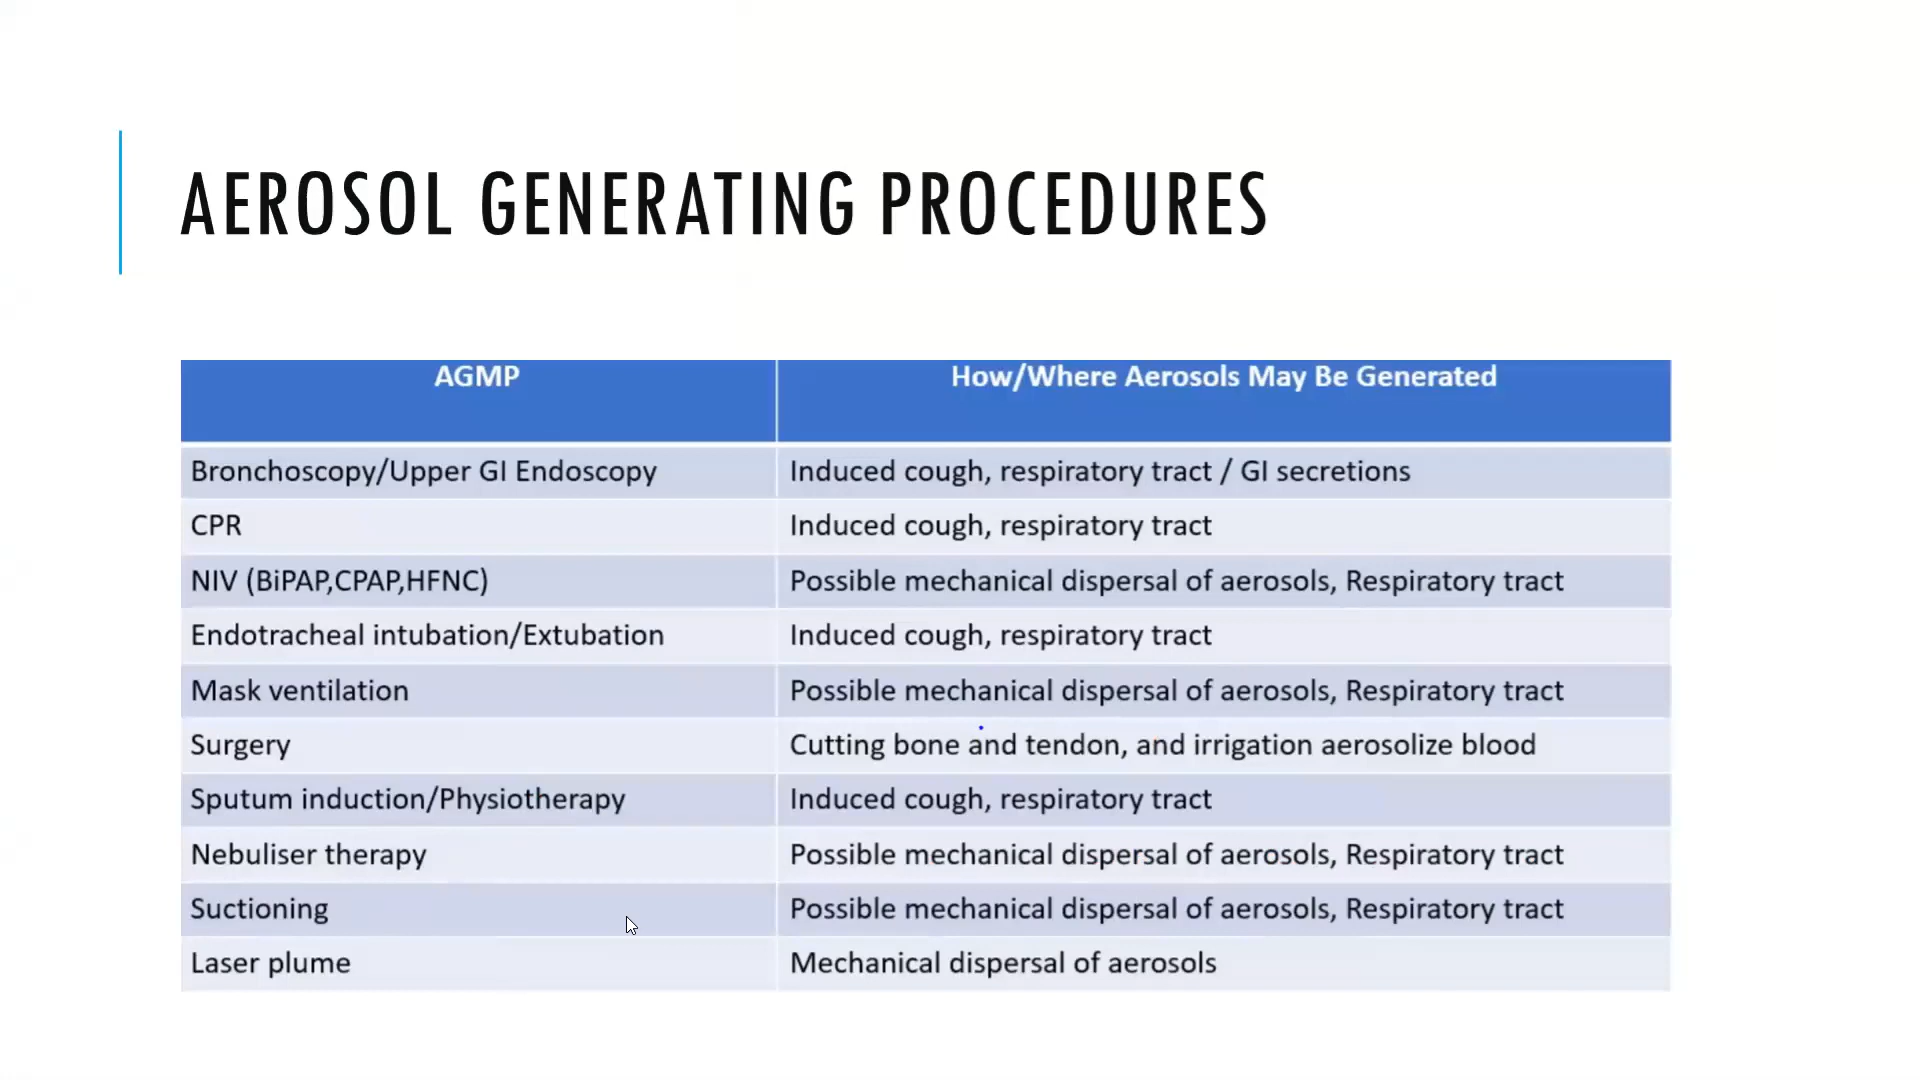 AEROSOL GENERATING PROCEDURES
AGMP How/Where Aerosols May Be Generated
Bronchoscopy/Upper GI Endoscopy Induced cough, respiratory tract / GI secretions
CPR Induced cough, respiratory tract
NIV (BiPAP,CPAP,HFNC) Possible mechanical dispersal of aerosols, Respiratory tract
Endotracheal intubation/Extubation Induced cough, respiratory tract
Mask ventilation Possible mechanical dispersal of aerosols, Respiratory tract
Surgery Cutting bone and tendon, and irrigation aerosolize blood
Sputum induction/Physiotherapy Induced cough, respiratory tract
Nebuliser therapy Possible mechanical dispersal of aerosols, Respiratory tract
Suctioning Possible mechanical dispersal of aerosols, Respiratory tract
Laser plume Mechanical dispersal of aerosols